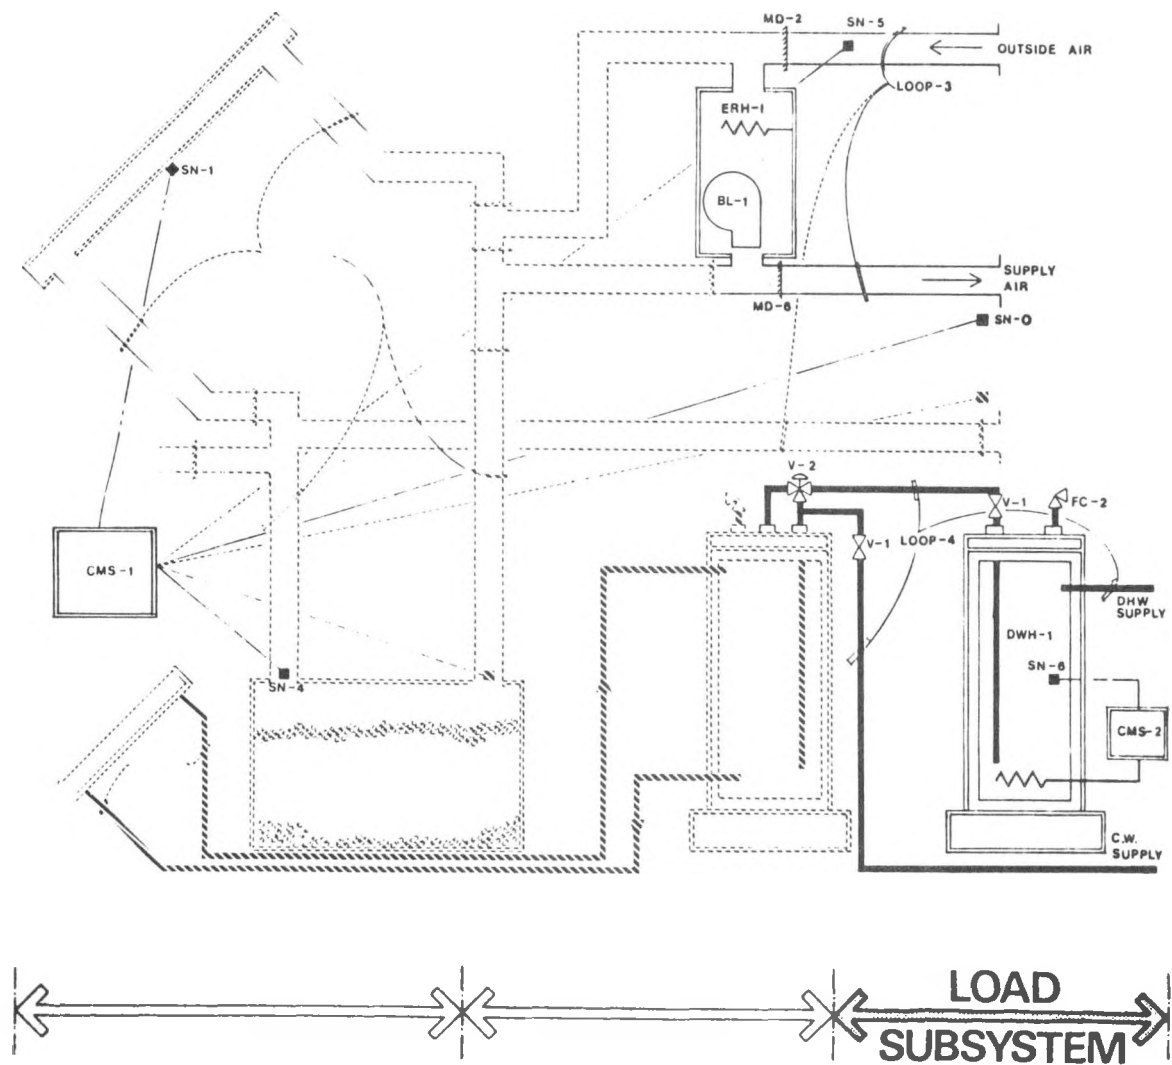 MD-2
SN-5
OUTSIDE AIR
LOOP-3
ERH-1
SN-1
BL-1
SUPPLY
AIR
MD-6
SN-0
V-2
V-1
FC-2
LOOP-4
V-1
CMS-1
DHW
SUPPLY
DWH-1
SN-6
SN-4
CMS-2
C.W.
SUPPLY
LOAD
SUBSYSTEM